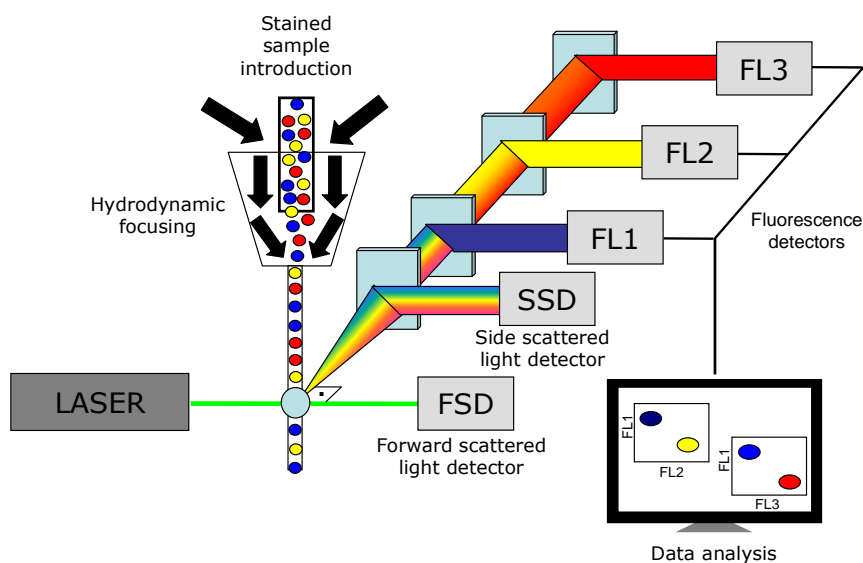 Stained
sample
introduction
FL3
FL2
Hydrodynamic
focusing
FL1
Fluorescence
detectors
SSD
Side scattered
light detector
LASER
FSD
Forward scattered
light detector
FL1
FL2
FL1
FL3
Data analysis